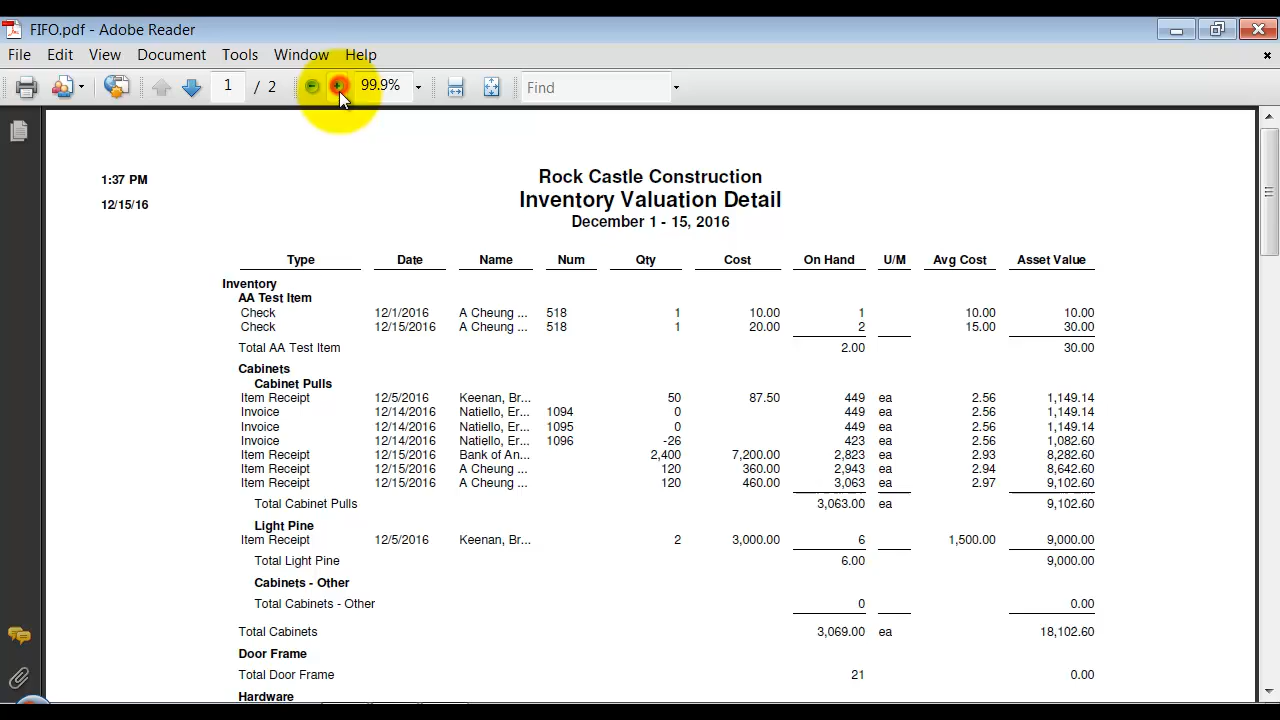 FIFO.pdf - Adobe Reader
File Edit View Document Tools Window Help
1 / 2 99.9% Find
1:37 PM
12/15/16
Rock Castle Construction
Inventory Valuation Detail
December 1 - 15, 2016
Type Date Name Num Qty Cost On Hand U/M Avg Cost Asset Value
Inventory
AA Test Item
Check 12/1/2016 A Cheung ... 518 1 10.00 1 10.00 10.00
Check 12/15/2016 A Cheung ... 518 1 20.00 2 15.00 30.00
Total AA Test Item 2.00 30.00
Cabinets
Cabinet Pulls
Item Receipt 12/5/2016 Keenan, Br... 50 87.50 449 ea 2.56 1,149.14
Invoice 12/14/2016 Natiello, Er... 1094 0 449 ea 2.56 1,149.14
Invoice 12/14/2016 Natiello, Er... 1095 0 449 ea 2.56 1,149.14
Invoice 12/14/2016 Natiello, Er... 1096 -26 423 ea 2.56 1,082.60
Item Receipt 12/15/2016 Bank of An... 2,400 7,200.00 2,823 ea 2.93 8,282.60
Item Receipt 12/15/2016 A Cheung ... 120 360.00 2,943 ea 2.94 8,642.60
Item Receipt 12/15/2016 A Cheung ... 120 460.00 3,063 ea 2.97 9,102.60
Total Cabinet Pulls 3,063.00 ea 9,102.60
Light Pine
Item Receipt 12/5/2016 Keenan, Br... 2 3,000.00 6 1,500.00 9,000.00
Total Light Pine 6.00 9,000.00
Cabinets - Other
Total Cabinets - Other 0 0.00
Total Cabinets 3,069.00 ea 18,102.60
Door Frame
Total Door Frame 21 0.00
Hardware